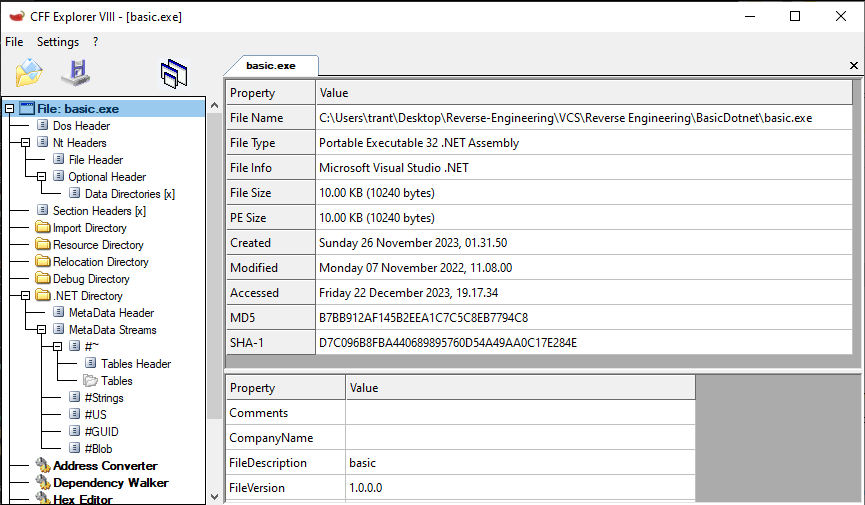 CFF Explorer VIII - [basic.exe]
File Settings ?
basic.exe
File: basic.exe
Dos Header
Nt Headers
File Header
Optional Header
Data Directories [x]
Section Headers [x]
Import Directory
Resource Directory
Relocation Directory
Debug Directory
.NET Directory
MetaData Header
MetaData Streams
#~
Tables Header
Tables
#Strings
#US
#GUID
#Blob
Address Converter
Dependency Walker
Hex Editor
Property Value
File Name C:\Users\trant\Desktop\Reverse-Engineering\VCS\Reverse Engineering\BasicDotnet\basic.exe
File Type Portable Executable 32 .NET Assembly
File Info Microsoft Visual Studio .NET
File Size 10.00 KB (10240 bytes)
PE Size 10.00 KB (10240 bytes)
Created Sunday 26 November 2023, 01.31.50
Modified Monday 07 November 2022, 11.08.00
Accessed Friday 22 December 2023, 19.17.34
MD5 B7BB912AF145B2EEA1C7C5C8EB7794C8
SHA-1 D7C096B8FBA440689895760D54A49AA0C17E284E
Property Value
Comments
CompanyName
FileDescription basic
FileVersion 1.0.0.0